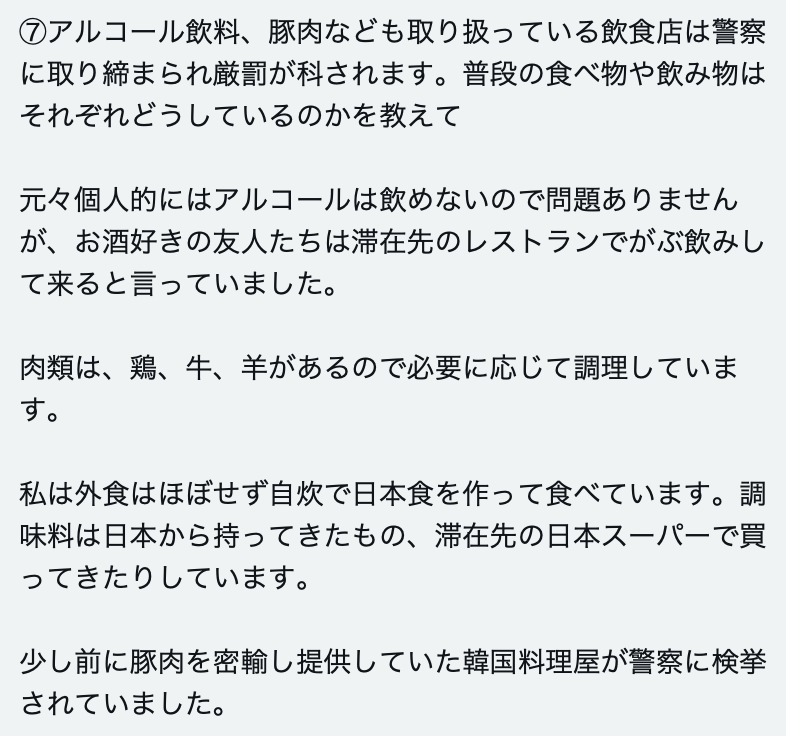 ⑦アルコール飲料、豚肉なども取り扱っている飲食店は警察
に取り締まられ厳罰が科されます。普段の食べ物や飲み物は
それぞれどうしているのかを教えて
元々個人的にはアルコールは飲めないので問題ありません
が、お酒好きの友人たちは滞在先のレストランでがぶ飲みし
て来ると言っていました。
肉類は、鶏、牛、羊があるので必要に応じて調理していま
す。
私は外食はほぼせず自炊で日本食を作って食べています。調
味料は日本から持ってきたもの、滞在先の日本スーパーで買
ってきたりしています。
少し前に豚肉を密輸し提供していた韓国料理屋が警察に検挙
されていました。